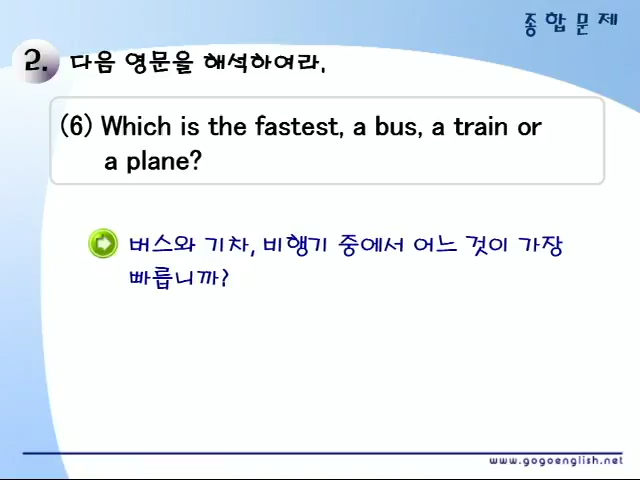 종합문제
2. 다음 영문을 해석하여라.
(6) Which is the fastest, a bus, a train or
a plane?
버스와 기차, 비행기 중에서 어느 것이 가장
빠릅니까?
www.gogoenglish.net